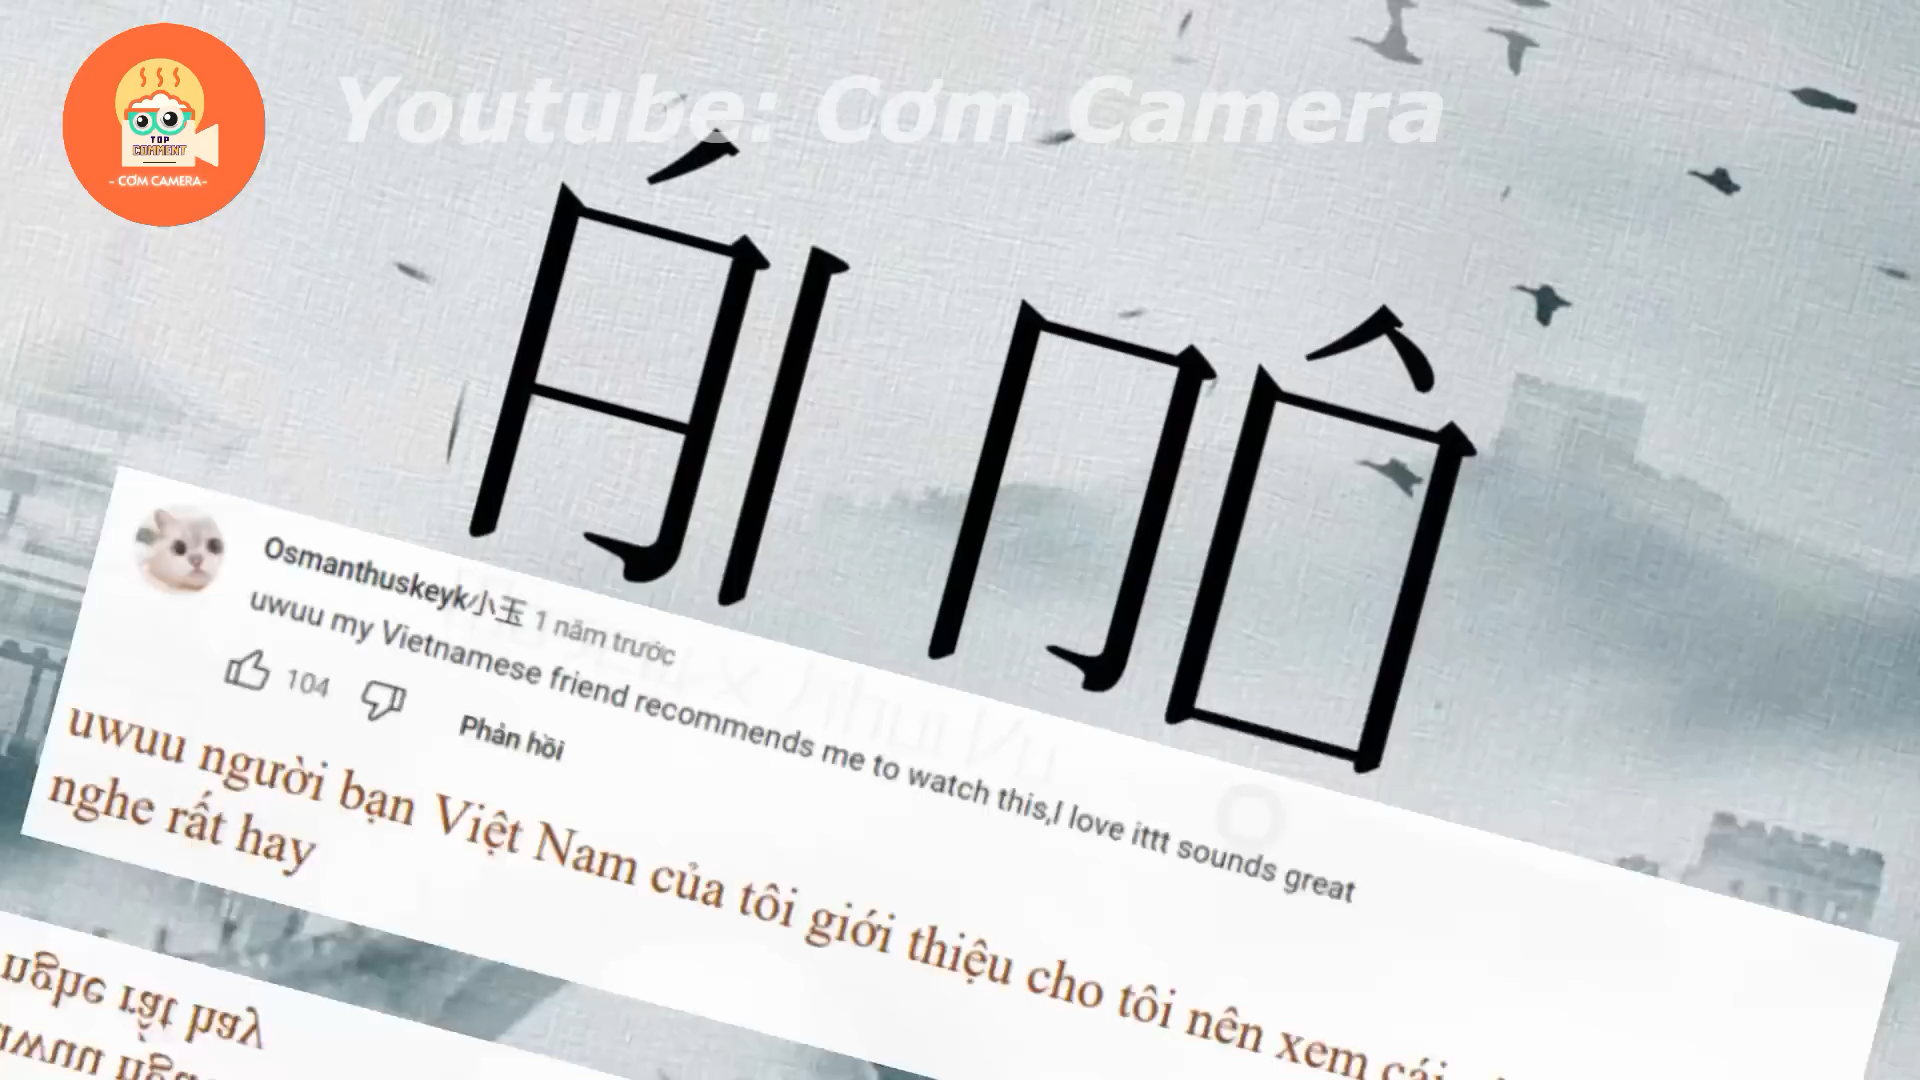 Youtube: Cơm Camera
TOP
COMMENT
- CƠM CAMERA-
ÁI NÔ
Osmanthuskeyk小玉 1 năm trước
uwuu my Vietnamese friend recommends me to watch this,I love ittt sounds great
104 Phản hồi
uwuu người bạn Việt Nam của tôi giới thiệu cho tôi nên xem cái
nghe rất hay